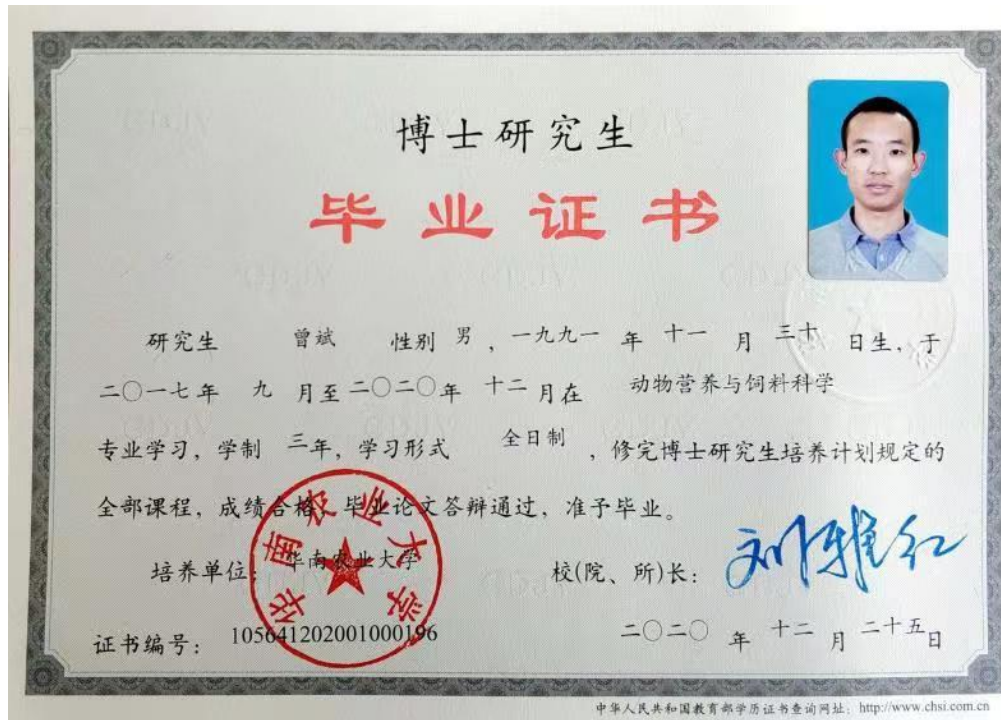 博士研究生
毕业证书
研究生 曾斌 性别 男 ，一九九一 年 十一 月 三十 日生，于
二〇一七年 九 月至二〇二〇年 十二 月在 动物营养与饲料科学
专业学习，学制 三年，学习形式 全日制 ，修完博士研究生培养计划规定的
全部课程，成绩合格，毕业论文答辩通过，准予毕业。
培养单位：华南农业大学 校(院、所)长：刘雅红
华南农业大学
证书编号：105641202001000196 二〇二〇 年 十二 月 二十五日
中华人民共和国教育部学历证书查询网址：http://www.chsi.com.cn